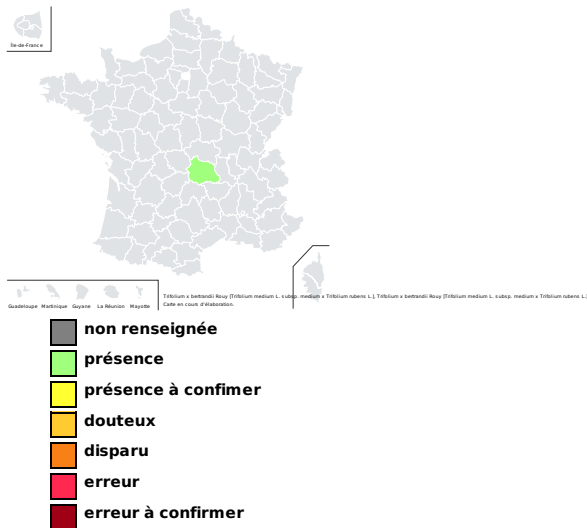 Île-de-France
Guadeloupe Martinique Guyane La Réunion Mayotte
Trifolium x bertrandii Rouy [Trifolium medium L. subsp. medium x Trifolium rubens L.], Trifolium x bertrandii Rouy [Trifolium medium L. subsp. medium x Trifolium rubens L.]
Carte en cours d'élaboration.
non renseignée
présence
présence à confimer
douteux
disparu
erreur
erreur à confirmer